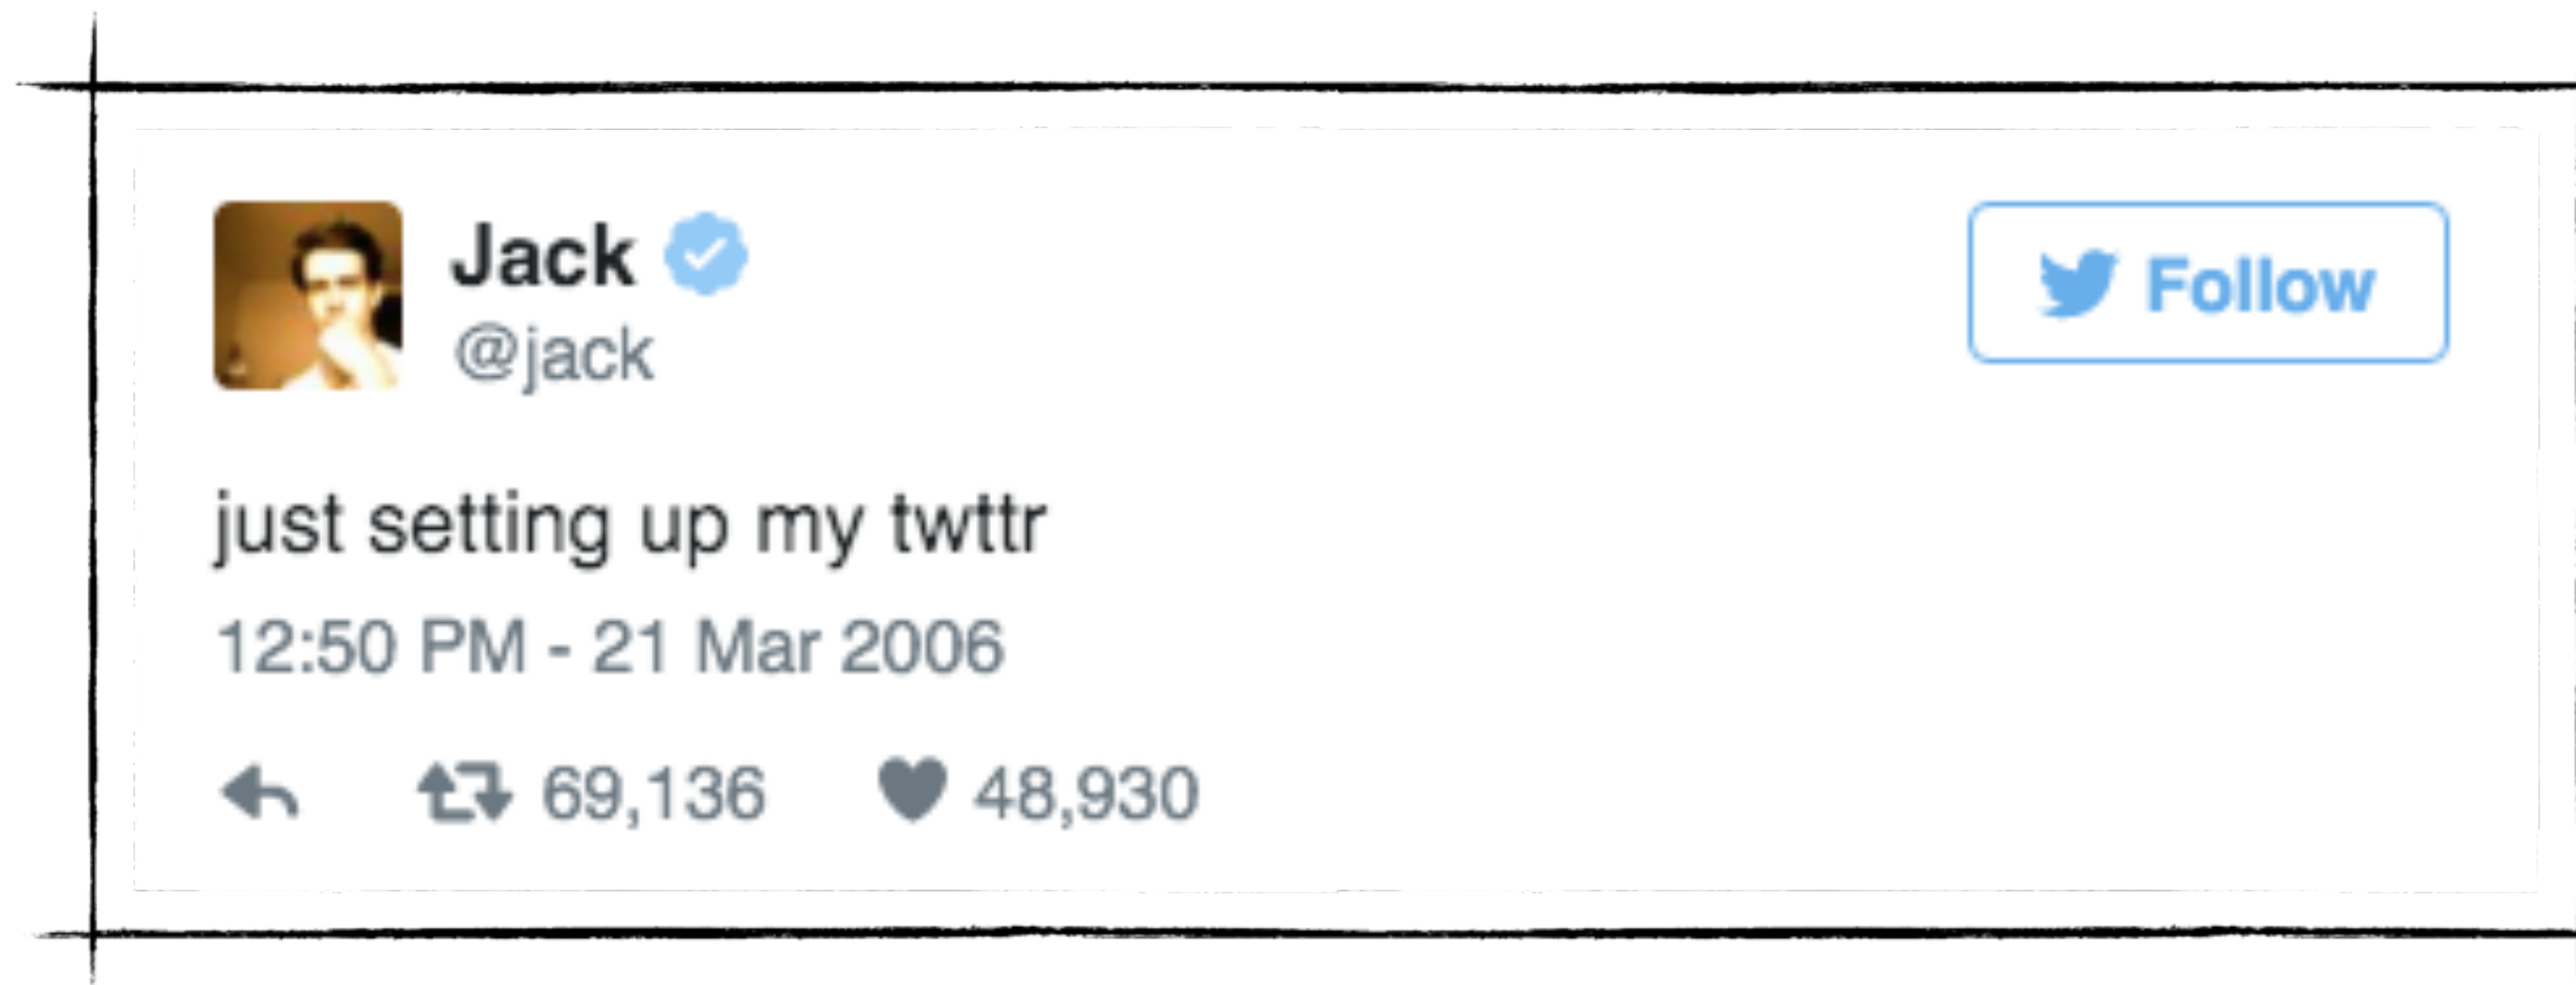 Jack
Follow
@jack
just setting up my twttr
12:50 PM - 21 Mar 2006
69,136 48,930